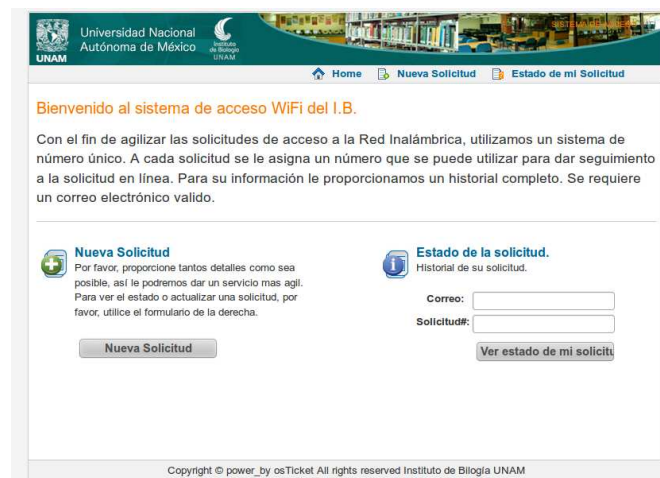 Universidad Nacional
Autónoma de México
UNAM
Instituto
de Biología
UNAM
Home Nueva Solicitud Estado de mi Solicitud
Bienvenido al sistema de acceso WiFi del I.B.
Con el fin de agilizar las solicitudes de acceso a la Red Inalámbrica, utilizamos un sistema de
número único. A cada solicitud se le asigna un número que se puede utilizar para dar seguimiento
a la solicitud en línea. Para su información le proporcionamos un historial completo. Se requiere
un correo electrónico valido.
Nueva Solicitud
Por favor, proporcione tantos detalles como sea
posible, así le podremos dar un servicio mas agil.
Para ver el estado o actualizar una solicitud, por
favor, utilice el formulario de la derecha.
Nueva Solicitud
Estado de la solicitud.
Historial de su solicitud.
Correo:
Solicitud#:
Ver estado de mi solicitu
Copyright © power_by osTicket All rights reserved Instituto de Bilogía UNAM